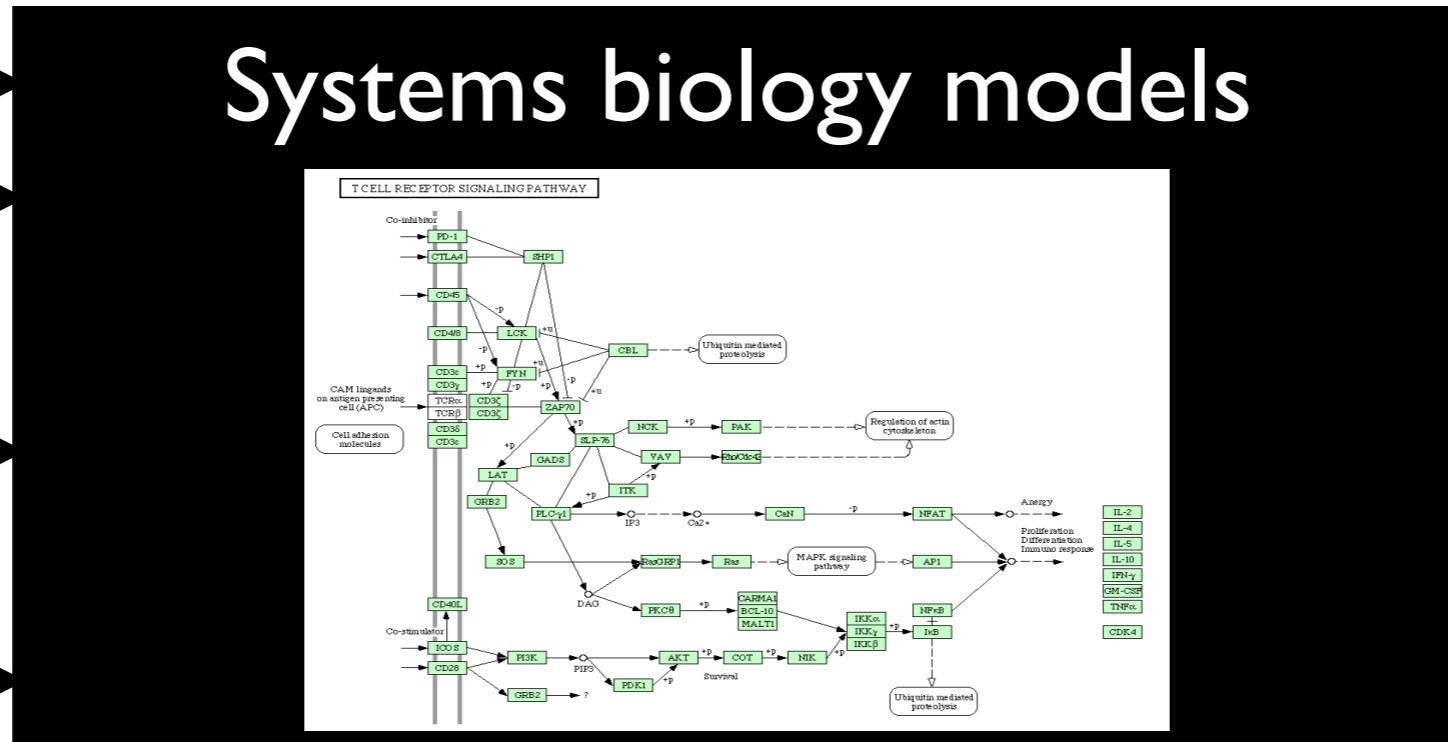 Systems biology models
T CELL RECEPTOR SIGNALING PATHWAY
Co-inhibitor
PD-1
CTLA4
SHP1
CD45
-p
CD4/8
LCK
+u
CBL
Ubiquitin mediated
proteolysis
-p
+u
CD3ε
+p
FYN
CD3γ
+p
-p
+p
-p
+u
CAM lingands
on antigen presenting
cell (APC)
TCRα
CD3ζ
TCRβ
CD3ζ
ZAP70
Cell adhesion
molecules
CD3δ
CD3ε
+p
+p
SLP-76
NCK
+p
PAK
Regulation of actin
cytoskeleton
LAT
GADS
VAV
Rho/Cdc42
+p
ITK
GRB2
+p
PLC-γ1
IP3
Ca2+
CaN
-p
NFAT
Anergy
Proliferation
Differentiation
Immuno response
IL-2
IL-4
IL-5
IL-10
IFN-γ
GM-CSF
TNFα
CDK4
SOS
RasGRP1
Ras
MAPK signaling
pathway
AP1
DAG
CD40L
PKCθ
+p
CARMA1
BCL-10
MALT1
IKKα
IKKγ
IKKβ
+p
NFκB
IκB
Co-stimulator
ICOS
CD28
PI3K
PIP3
AKT
+p
COT
+p
NIK
+p
PDK1
+p
Survival
GRB2
?
Ubiquitin mediated
proteolysis